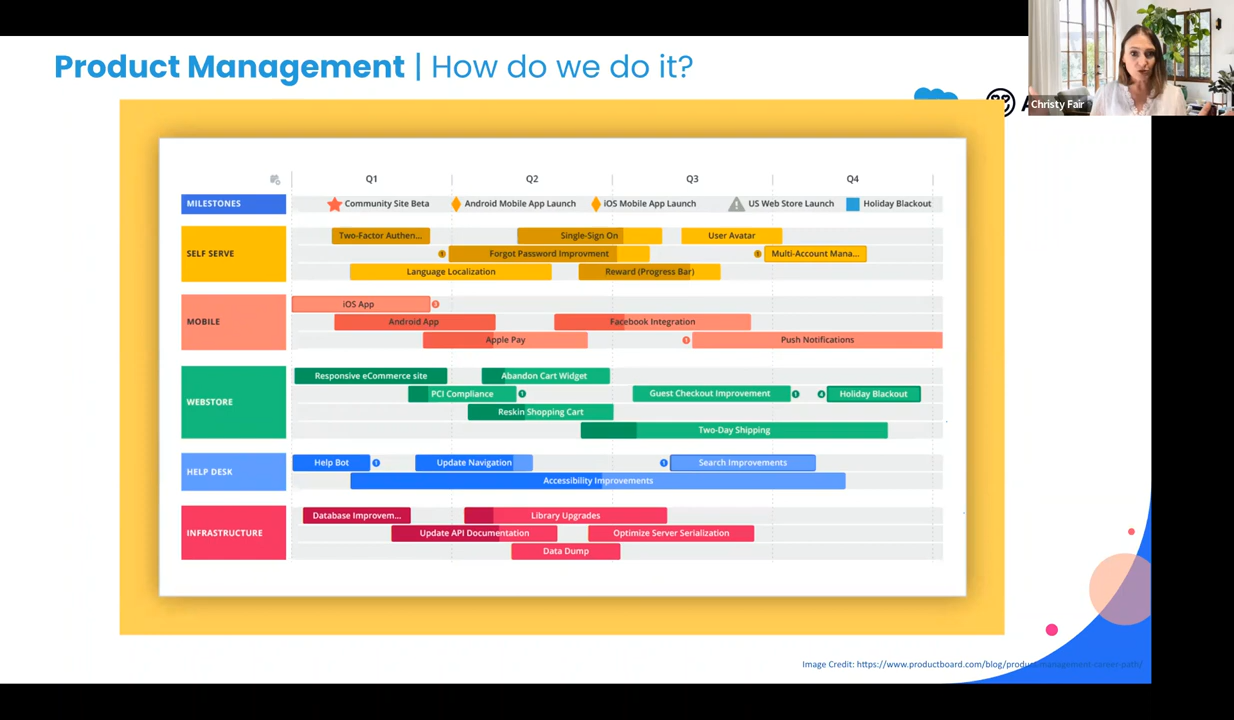 Product Management | How do we do it?
Christy Fair
Q1 Q2 Q3 Q4
MILESTONES Community Site Beta Android Mobile App Launch iOS Mobile App Launch US Web Store Launch Holiday Blackout
Two-Factor Authen... Single-Sign On User Avatar
SELF SERVE Forgot Password Improvment Multi-Account Mana...
Language Localization Reward (Progress Bar)
iOS App
MOBILE Android App Facebook Integration
Apple Pay Push Notifications
Responsive eCommerce site Abandon Cart Widget
PCI Compliance Guest Checkout Improvement Holiday Blackout
WEBSTORE Reskin Shopping Cart
Two-Day Shipping
Help Bot Update Navigation Search Improvements
HELP DESK Accessibility Improvements
Database Improvem... Library Upgrades
INFRASTRUCTURE Update API Documentation Optimize Server Serialization
Data Dump
Image Credit: https://www.productboard.com/blog/product-management-career-path/